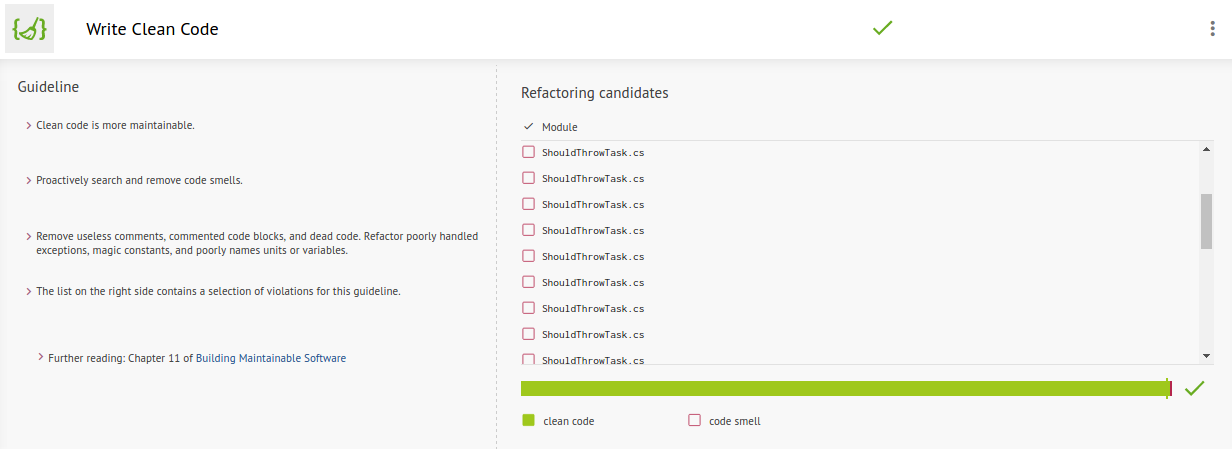 Write Clean Code
Guideline
Clean code is more maintainable.
Proactively search and remove code smells.
Remove useless comments, commented code blocks, and dead code. Refactor poorly handled
exceptions, magic constants, and poorly names units or variables.
The list on the right side contains a selection of violations for this guideline.
Further reading: Chapter 11 of Building Maintainable Software
Refactoring candidates
Module
ShouldThrowTask.cs
ShouldThrowTask.cs
ShouldThrowTask.cs
ShouldThrowTask.cs
ShouldThrowTask.cs
ShouldThrowTask.cs
ShouldThrowTask.cs
ShouldThrowTask.cs
ShouldThrowTask.cs
clean code
code smell